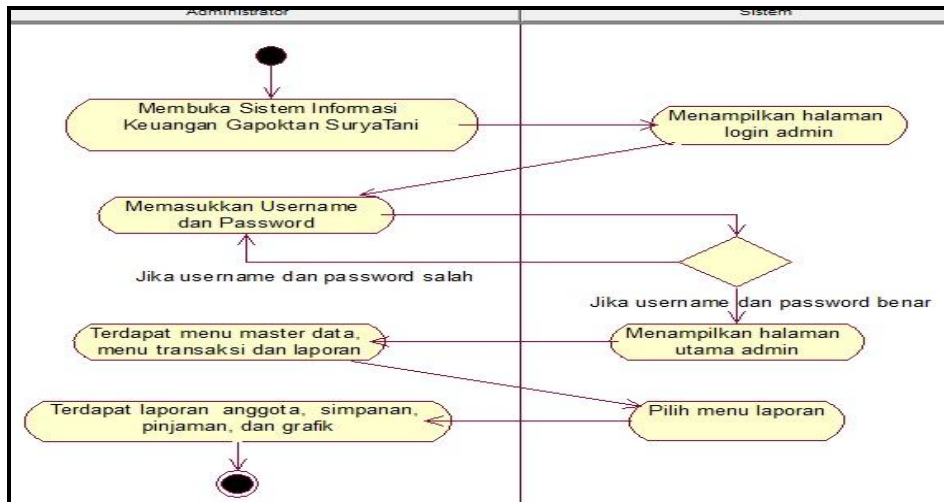 Administrator
Sistem
Membuka Sistem Informasi
Keuangan Gapoktan SuryaTani
Menampilkan halaman
login admin
Memasukkan Username
dan Password
Jika username dan password salah
Jika username dan password benar
Terdapat menu master data,
menu transaksi dan laporan
Menampilkan halaman
utama admin
Terdapat laporan anggota, simpanan,
pinjaman, dan grafik
Pilih menu laporan